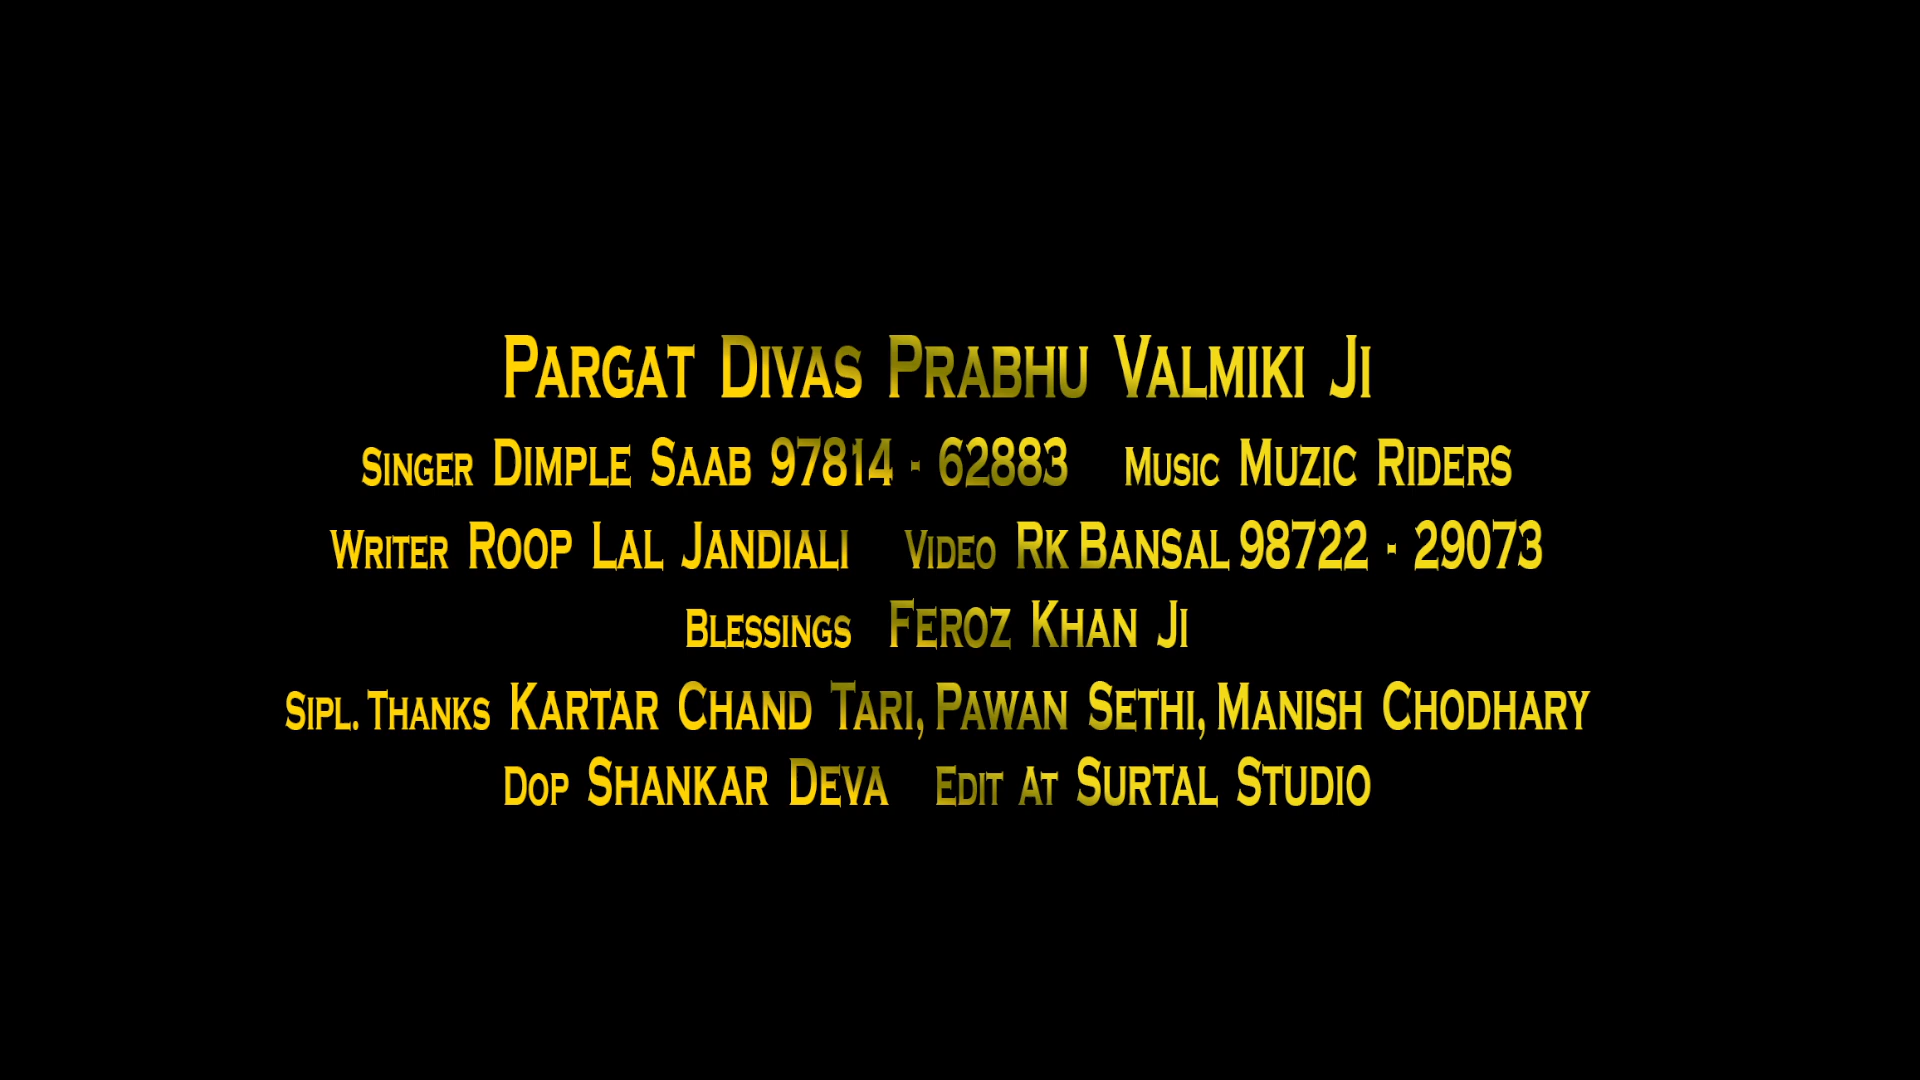 Pargat Divas Prabhu Valmiki Ji
Singer Dimple Saab 97814 - 62883 Music Muzic Riders
Writer Roop Lal Jandiali Video Rk Bansal 98722 - 29073
Blessings Feroz Khan Ji
Sipl. Thanks Kartar Chand Tari, Pawan Sethi, Manish Chodhary
Dop Shankar Deva Edit At Surtal Studio